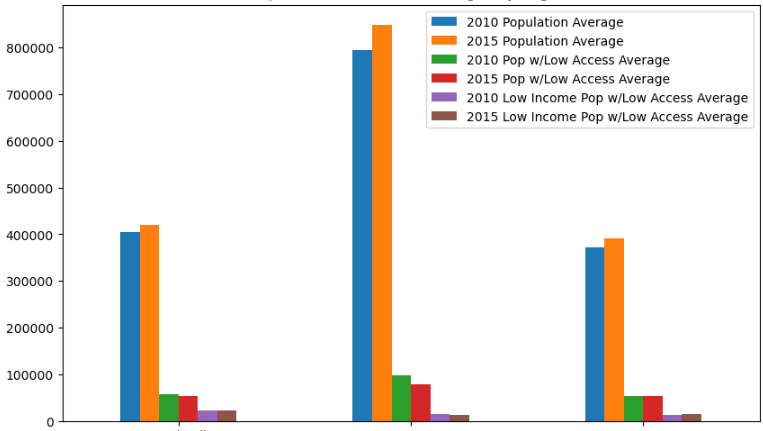 2010 Population Average
2015 Population Average
2010 Pop w/Low Access Average
2015 Pop w/Low Access Average
2010 Low Income Pop w/Low Access Average
2015 Low Income Pop w/Low Access Average
800000
700000
600000
500000
400000
300000
200000
100000
0